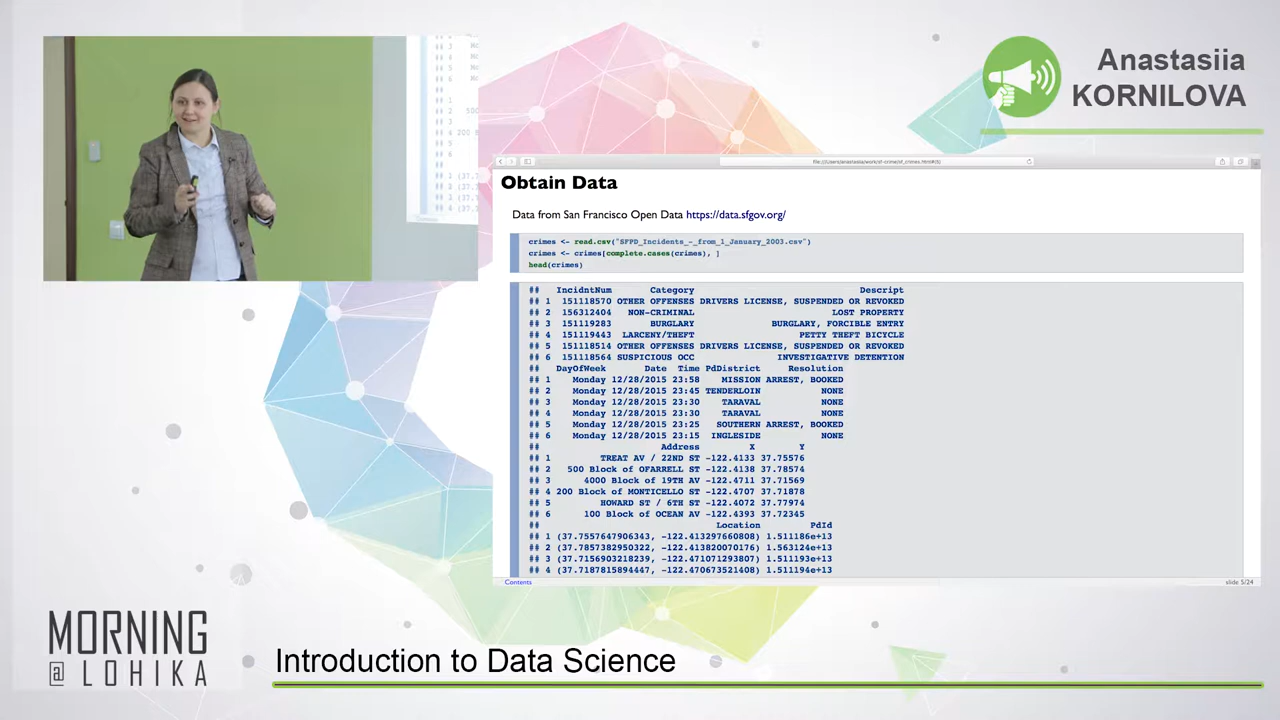 Anastasiia
KORNILOVA
file:///Users/anastasiia/work/sf-crime/sf_crimes.html#(5)
Obtain Data
Data from San Francisco Open Data https://data.sfgov.org/
crimes <- read.csv("SFPD_Incidents_-_from_1_January_2003.csv")
crimes <- crimes[complete.cases(crimes), ]
head(crimes)
## IncidntNum Category Descript
## 1 151118570 OTHER OFFENSES DRIVERS LICENSE, SUSPENDED OR REVOKED
## 2 156312404 NON-CRIMINAL LOST PROPERTY
## 3 151119283 BURGLARY BURGLARY, FORCIBLE ENTRY
## 4 151119443 LARCENY/THEFT PETTY THEFT BICYCLE
## 5 151118514 OTHER OFFENSES DRIVERS LICENSE, SUSPENDED OR REVOKED
## 6 151118564 SUSPICIOUS OCC INVESTIGATIVE DETENTION
## DayOfWeek Date Time PdDistrict Resolution
## 1 Monday 12/28/2015 23:58 MISSION ARREST, BOOKED
## 2 Monday 12/28/2015 23:45 TENDERLOIN NONE
## 3 Monday 12/28/2015 23:30 TARAVAL NONE
## 4 Monday 12/28/2015 23:30 TARAVAL NONE
## 5 Monday 12/28/2015 23:25 SOUTHERN ARREST, BOOKED
## 6 Monday 12/28/2015 23:15 INGLESIDE NONE
## Address X Y
## 1 TREAT AV / 22ND ST -122.4133 37.75576
## 2 500 Block of OFARRELL ST -122.4138 37.78574
## 3 4000 Block of 19TH AV -122.4711 37.71569
## 4 200 Block of MONTICELLO ST -122.4707 37.71878
## 5 HOWARD ST / 6TH ST -122.4072 37.77974
## 6 100 Block of OCEAN AV -122.4393 37.72345
## Location PdId
## 1 (37.7557647906343, -122.413297660808) 1.511186e+13
## 2 (37.7857382950322, -122.413820070176) 1.563124e+13
## 3 (37.7156903218239, -122.471071293807) 1.511193e+13
## 4 (37.7187815894447, -122.470673521408) 1.511194e+13
Contents
slide 5/24
MORNING
@ LOHIKA
Introduction to Data Science